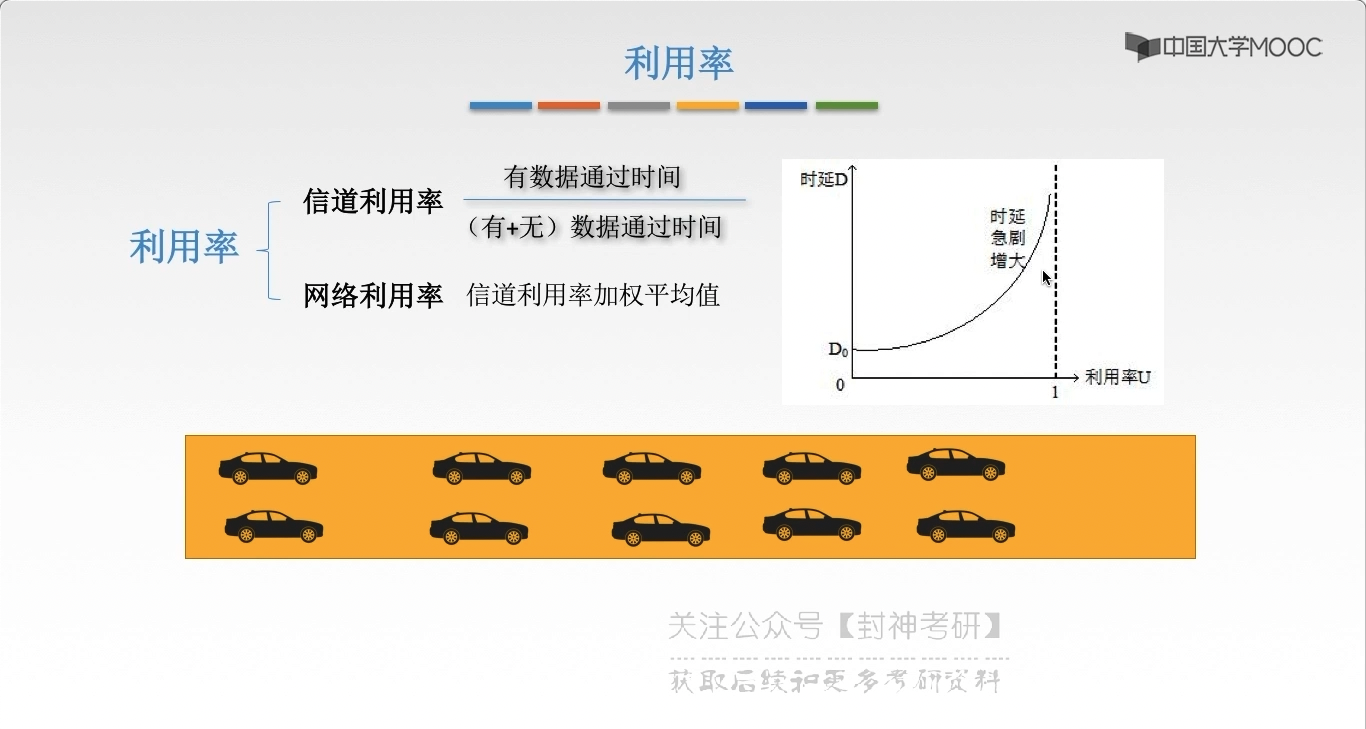 利用率
中国大学MOOC
有数据通过时间
信道利用率
（有+无）数据通过时间
利用率
网络利用率 信道利用率加权平均值
时延D
时延
急剧
增大
D₀
0
1
利用率U
关注公众号【封神考研】
获取后续和更多考研资料